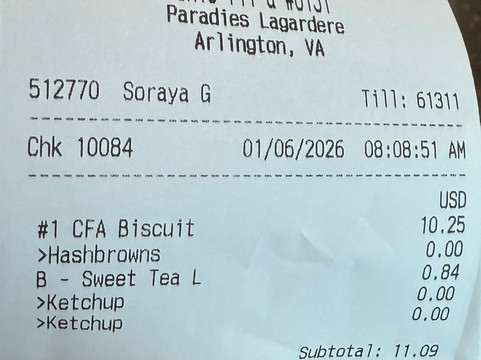 Paradies Lagardere
Arlington, VA
512770 Soraya G Till: 61311
Chk 10084 01/06/2026 08:08:51 AM
USD
#1 CFA Biscuit 10.25
>Hashbrowns 0.00
B - Sweet Tea L 0.84
>Ketchup 0.00
>Ketchup 0.00
Subtotal: 11.09